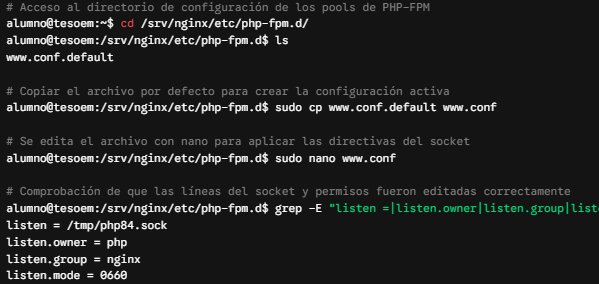 # Acceso al directorio de configuración de los pools de PHP-FPM
alumno@tesoem:~$ cd /srv/nginx/etc/php-fpm.d/
alumno@tesoem:/srv/nginx/etc/php-fpm.d$ ls
www.conf.default
# Copiar el archivo por defecto para crear la configuración activa
alumno@tesoem:/srv/nginx/etc/php-fpm.d$ sudo cp www.conf.default www.conf
# Se edita el archivo con nano para aplicar las directivas del socket
alumno@tesoem:/srv/nginx/etc/php-fpm.d$ sudo nano www.conf
# Comprobación de que las líneas del socket y permisos fueron editadas correctamente
alumno@tesoem:/srv/nginx/etc/php-fpm.d$ grep -E "listen =|listen.owner|listen.group|list
listen = /tmp/php84.sock
listen.owner = php
listen.group = nginx
listen.mode = 0660